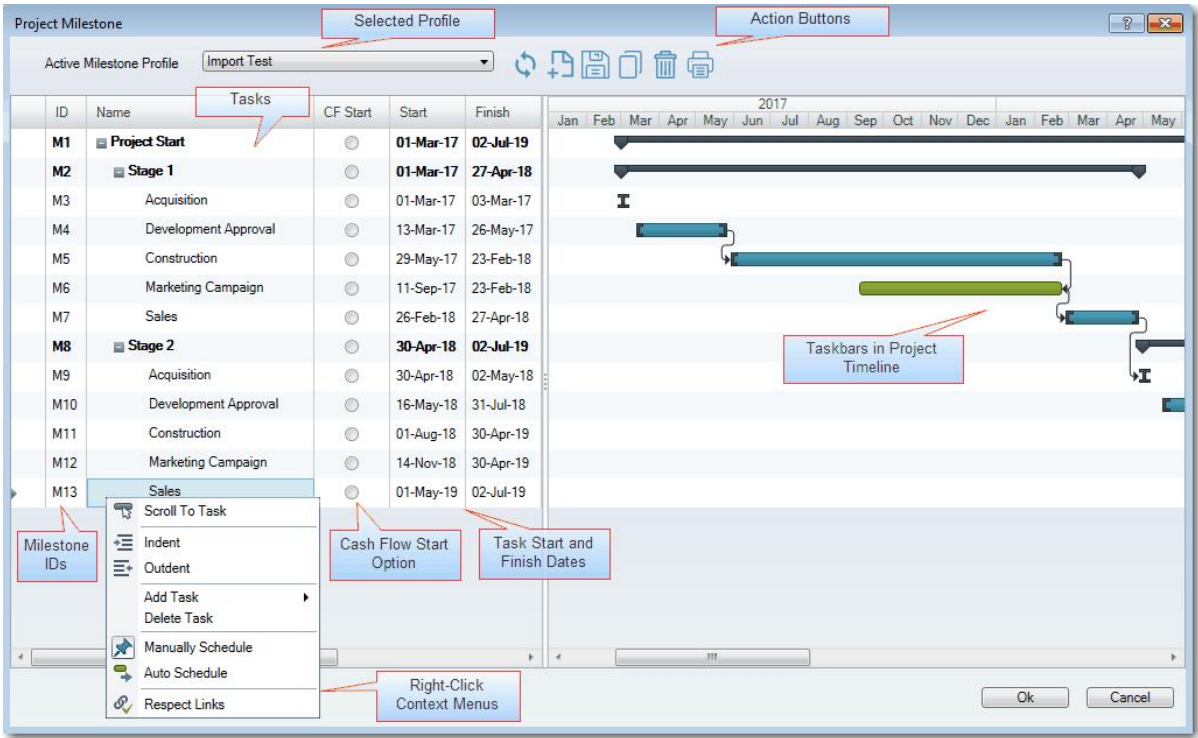 Project Milestone
Selected Profile
Action Buttons
?
Active Milestone Profile
Import Test
Tasks
ID Name CF Start Start Finish
2017
Jan Feb Mar Apr May Jun Jul Aug Sep Oct Nov Dec Jan Feb Mar Apr May
M1 Project Start 01-Mar-17 02-Jul-19
M2 Stage 1 01-Mar-17 27-Apr-18
M3 Acquisition 01-Mar-17 03-Mar-17
M4 Development Approval 13-Mar-17 26-May-17
M5 Construction 29-May-17 23-Feb-18
M6 Marketing Campaign 11-Sep-17 23-Feb-18
M7 Sales 26-Feb-18 27-Apr-18
M8 Stage 2 30-Apr-18 02-Jul-19
M9 Acquisition 30-Apr-18 02-May-18
M10 Development Approval 16-May-18 31-Jul-18
M11 Construction 01-Aug-18 30-Apr-19
M12 Marketing Campaign 14-Nov-18 30-Apr-19
M13 Sales 01-May-19 02-Jul-19
Taskbars in Project
Timeline
Milestone
IDs
Scroll To Task
Indent
Outdent
Add Task
Delete Task
Manually Schedule
Auto Schedule
Respect Links
Cash Flow Start
Option
Task Start and
Finish Dates
Right-Click
Context Menus
Ok
Cancel